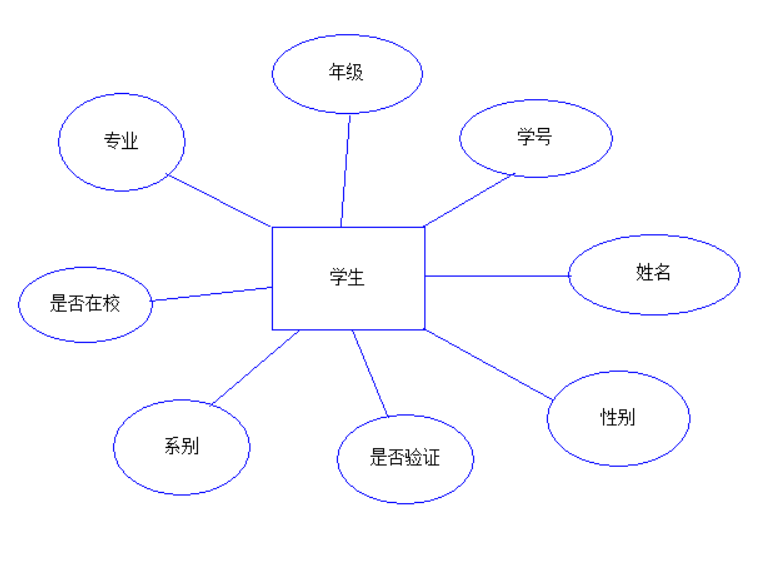 年级
专业
学号
学生
姓名
是否在校
性别
系别
是否验证